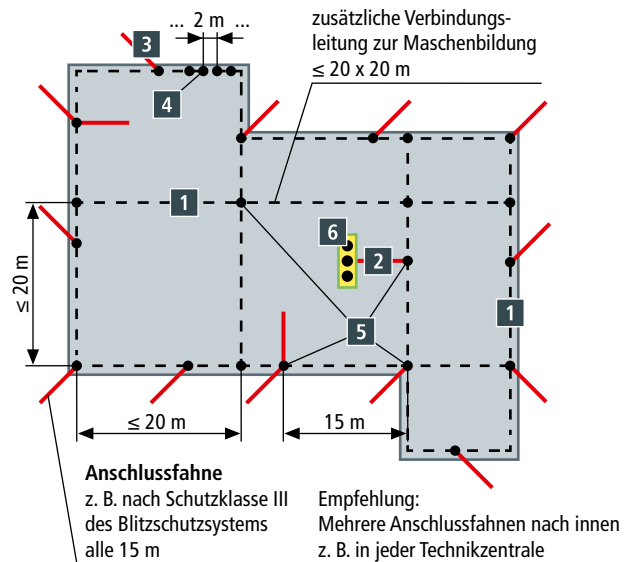 ... 2 m ...
zusätzliche Verbindungs-
leitung zur Maschenbildung
≤ 20 x 20 m
3
4
1
6
2
≤ 20 m
5
1
≤ 20 m
15 m
Anschlussfahne
z. B. nach Schutzklasse III
des Blitzschutzsystems
alle 15 m
Empfehlung:
Mehrere Anschlussfahnen nach innen
z. B. in jeder Technikzentrale